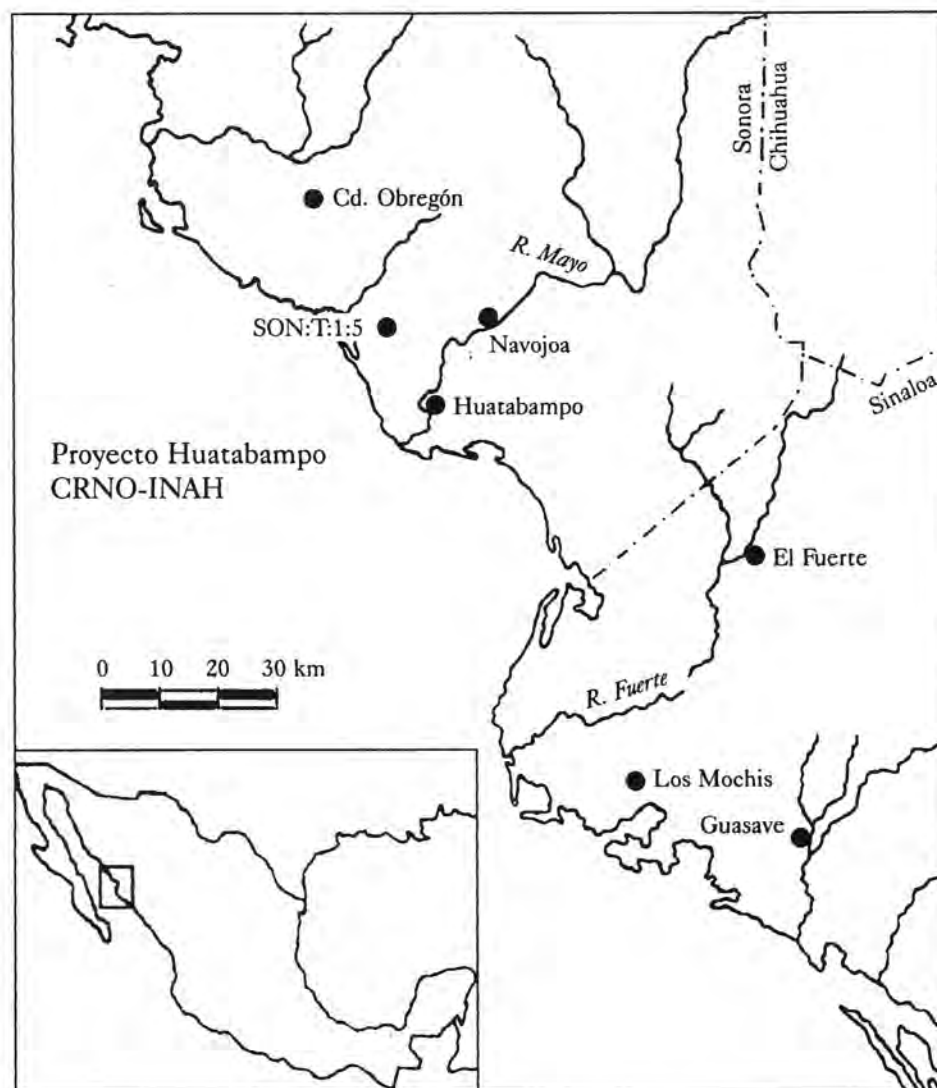 Sonora
Chihuahua
Cd. Obregón
R. Mayo
SON:T:1:5
Navojoa
Sinaloa
Huatabampo
Proyecto Huatabampo
CRNO-INAH
El Fuerte
0 10 20 30 km
R. Fuerte
Los Mochis
Guasave